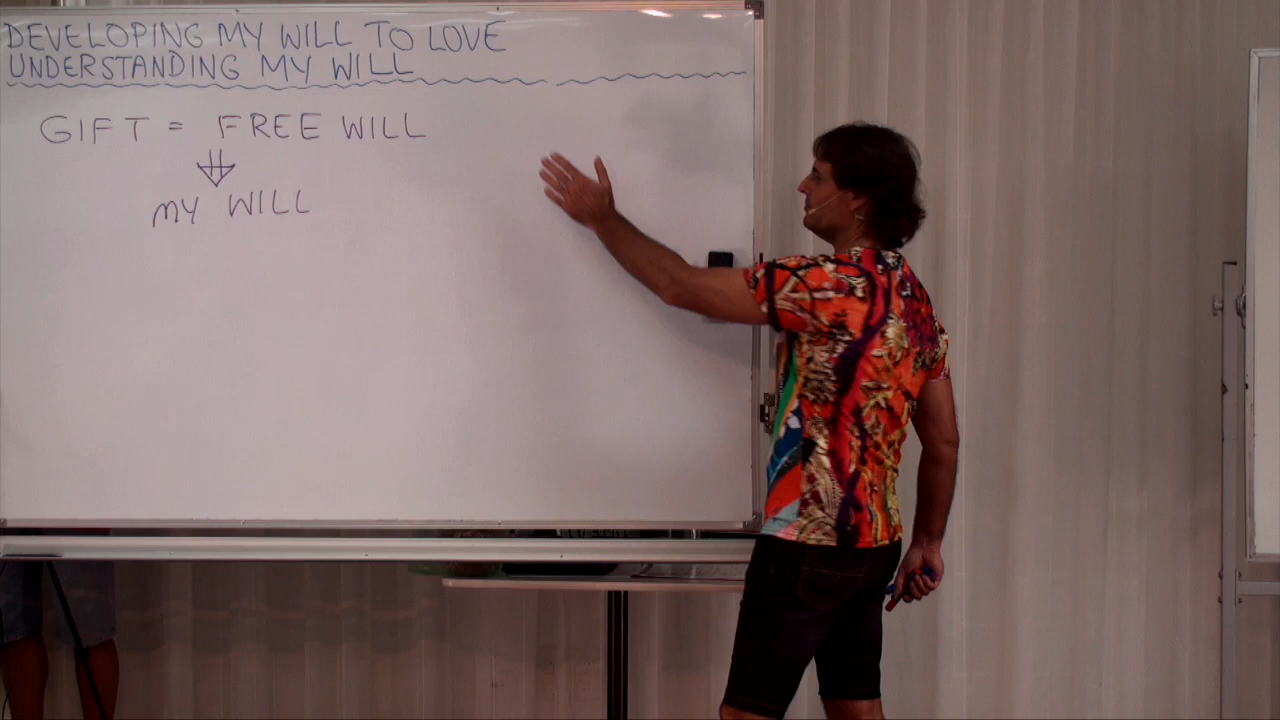 DEVELOPING MY WILL TO LOVE
UNDERSTANDING MY WILL
GIFT = FREE WILL
MY WILL